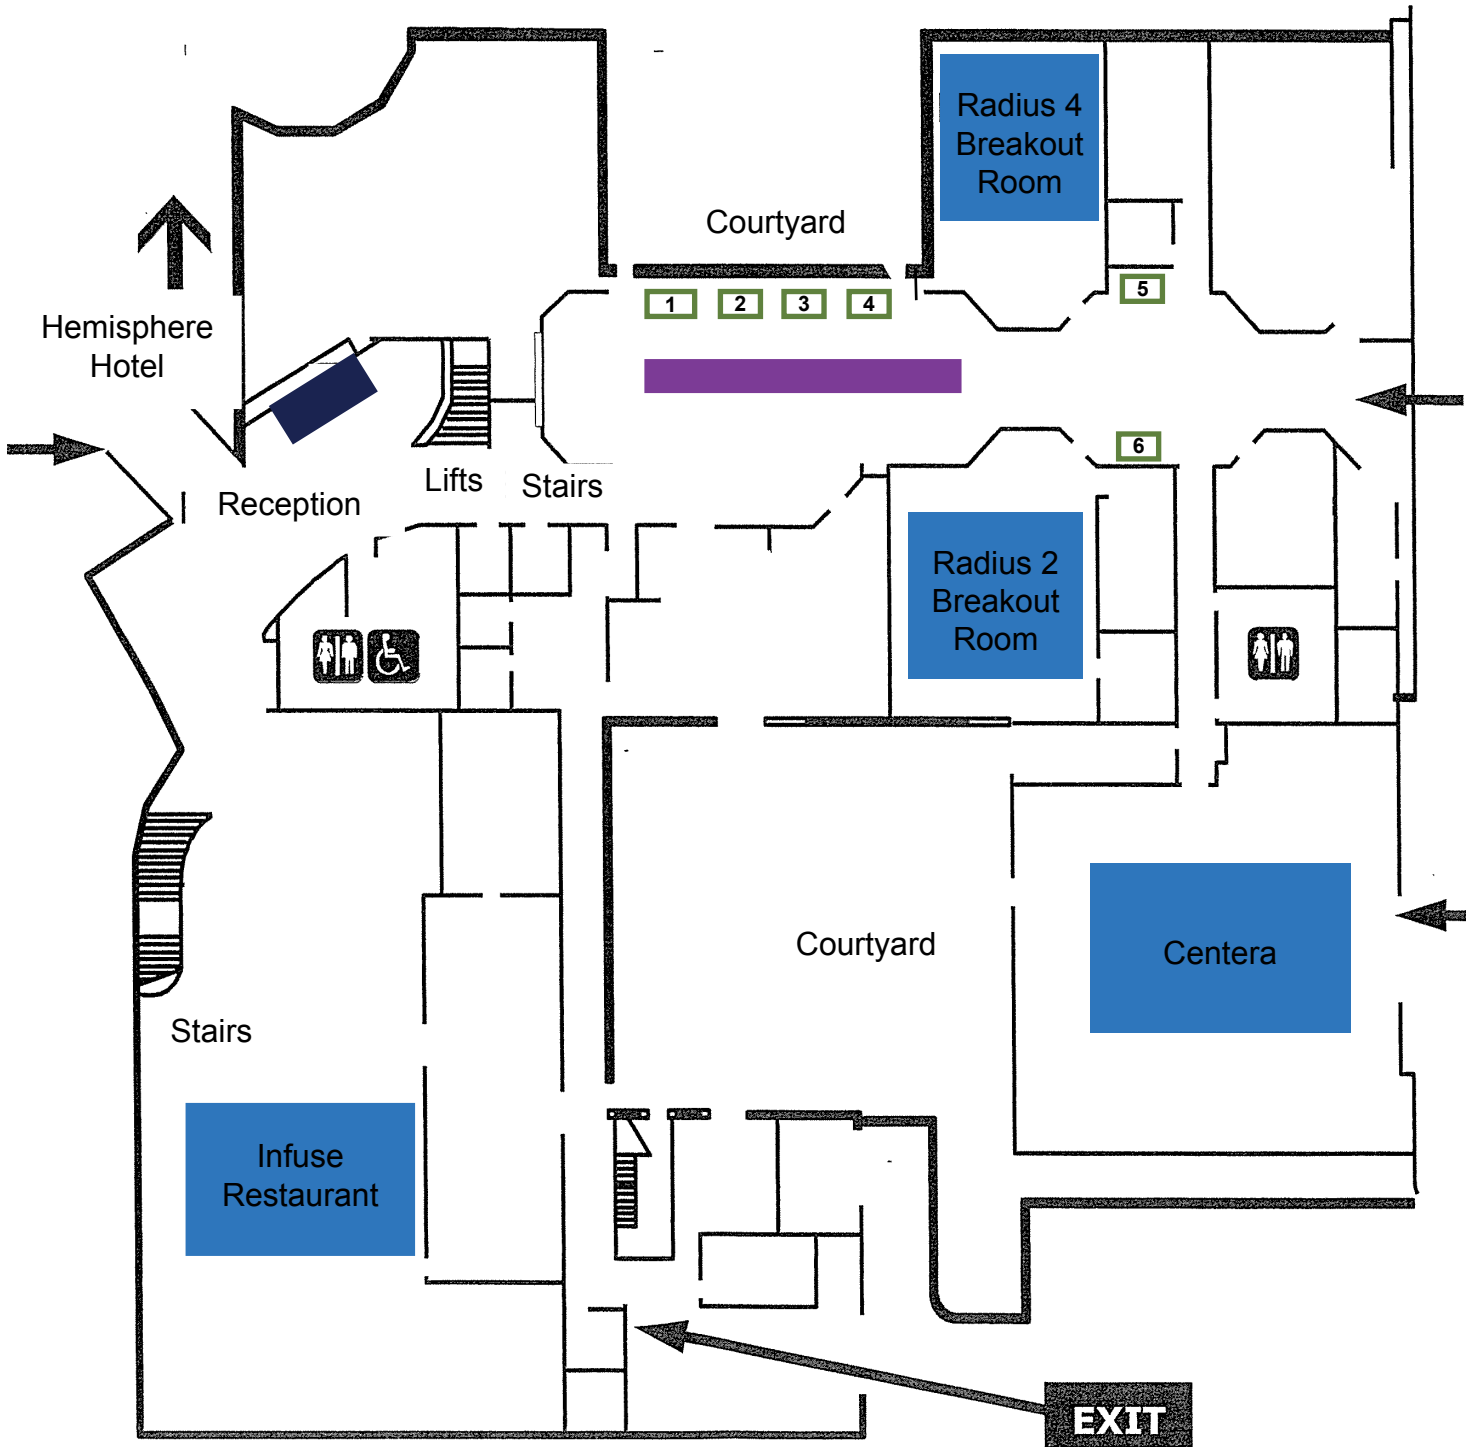 Radius 4
Breakout
Room
Courtyard
1
2
3
4
5
Hemisphere
Hotel
6
Reception
Lifts
Stairs
Radius 2
Breakout
Room
Courtyard
Centera
Stairs
Infuse
Restaurant
EXIT